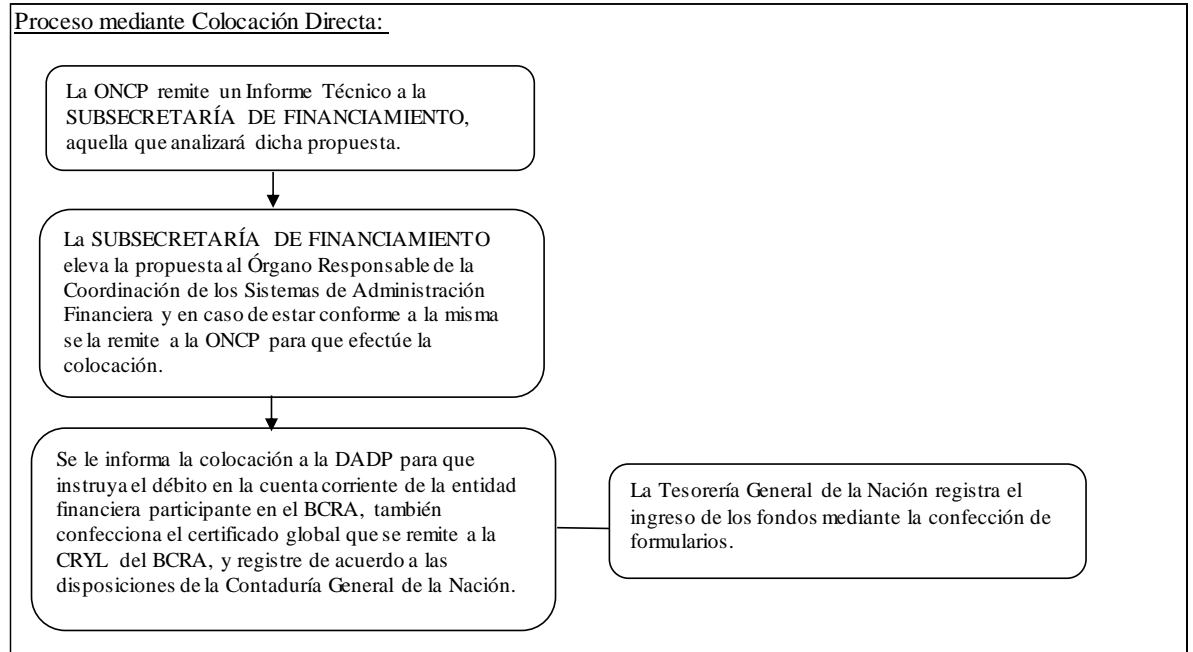 Proceso mediante Colocación Directa:
La ONCP remite un Informe Técnico a la
SUBSECRETARÍA DE FINANCIAMIENTO,
aquella que analizará dicha propuesta.
La SUBSECRETARÍA DE FINANCIAMIENTO
eleva la propuesta al Órgano Responsable de la
Coordinación de los Sistemas de Administración
Financiera y en caso de estar conforme a la misma
se la remite a la ONCP para que efectúe la
colocación.
Se le informa la colocación a la DADP para que
instruya el débito en la cuenta corriente de la entidad
financiera participante en el BCRA, también
confecciona el certificado global que se remite a la
CRYL del BCRA, y registre de acuerdo a las
disposiciones de la Contaduría General de la Nación.
La Tesorería General de la Nación registra el
ingreso de los fondos mediante la confección de
formularios.